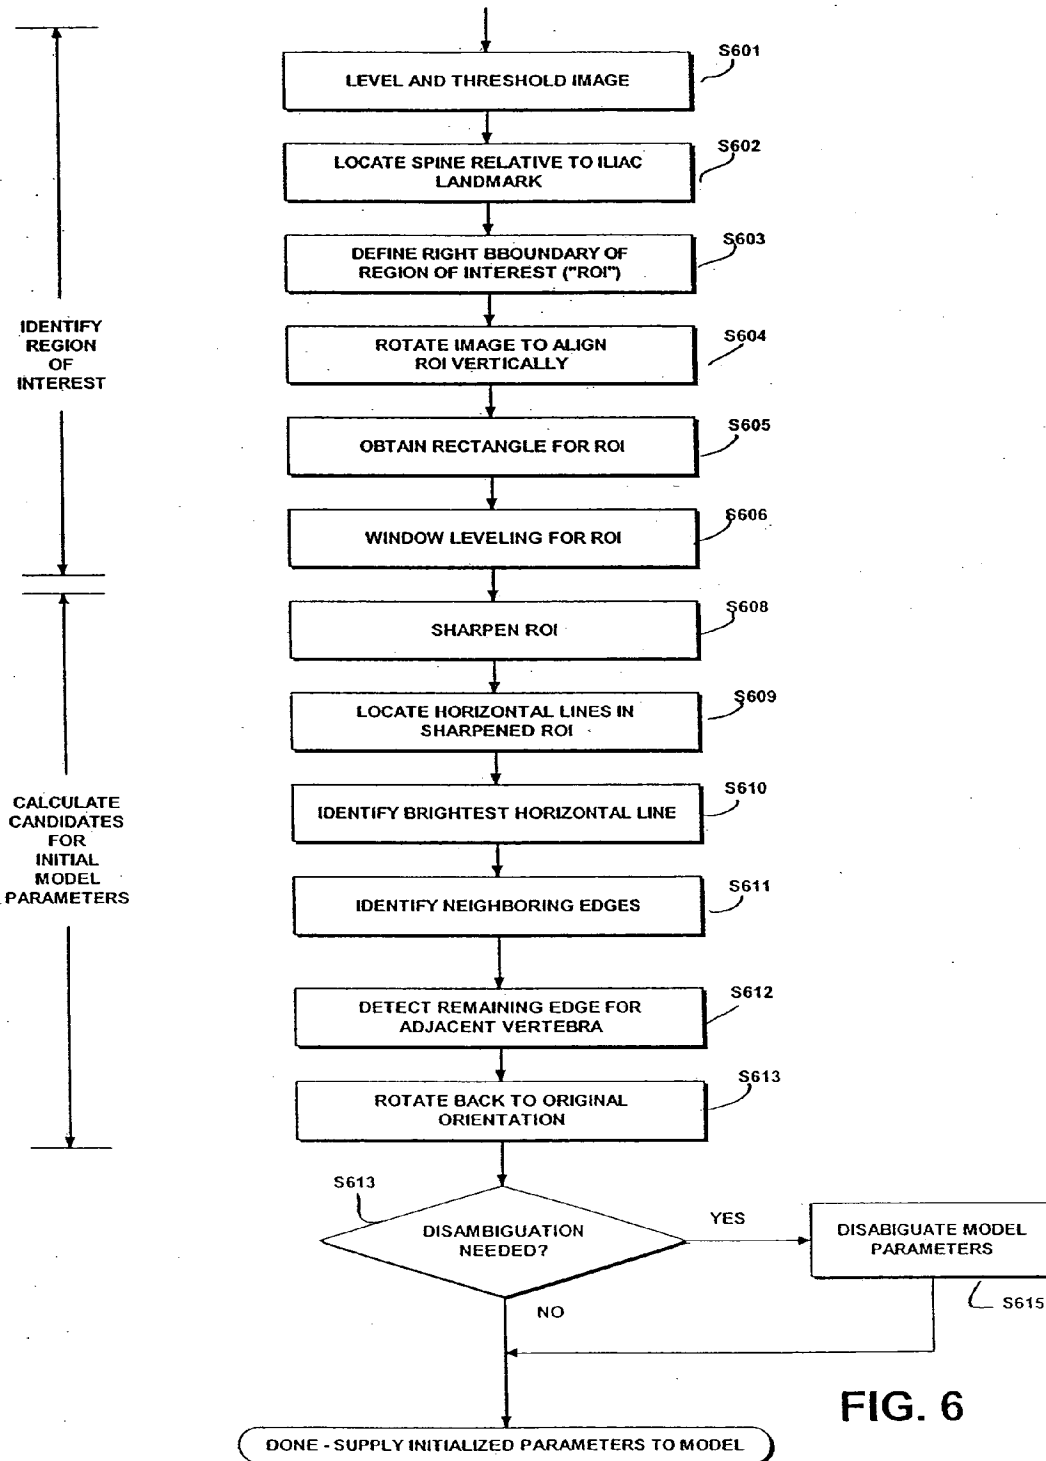 S601
LEVEL AND THRESHOLD IMAGE
S602
LOCATE SPINE RELATIVE TO ILIAC
LANDMARK
S603
DEFINE RIGHT BBOUNDARY OF
REGION OF INTEREST ("ROI")
S604
ROTATE IMAGE TO ALIGN
ROI VERTICALLY
IDENTIFY
REGION
OF
INTEREST
S605
OBTAIN RECTANGLE FOR ROI
S606
WINDOW LEVELING FOR ROI
S608
SHARPEN ROI
S609
LOCATE HORIZONTAL LINES IN
SHARPENED ROI
S610
IDENTIFY BRIGHTEST HORIZONTAL LINE
CALCULATE
CANDIDATES
FOR
INITIAL
MODEL
PARAMETERS
S611
IDENTIFY NEIGHBORING EDGES
S612
DETECT REMAINING EDGE FOR
ADJACENT VERTEBRA
S613
ROTATE BACK TO ORIGINAL
ORIENTATION
S613
DISAMBIGUATION
NEEDED?
YES
DISABIGUATE MODEL
PARAMETERS
S615
NO
FIG. 6
DONE - SUPPLY INITIALIZED PARAMETERS TO MODEL